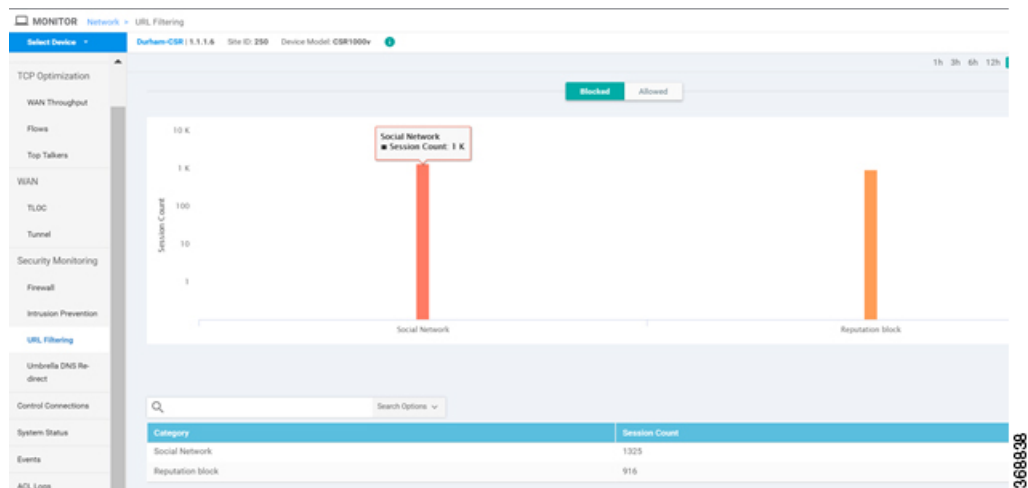 MONITOR Network > URL Filtering
Select Device Durham-CSR | 1.1.1.6 Site ID: 250 Device Model: CSR1000v
1h 3h 6h 12h
TCP Optimization
WAN Throughput
Flows
Top Talkers
WAN
TLOC
Tunnel
Security Monitoring
Firewall
Intrusion Prevention
URL Filtering
Umbrella DNS Re-
direct
Control Connections
System Status
Events
ACL Logs
Blocked Allowed
Session Count
10 K
1 K
100
10
1
Social Network
Session Count: 1 K
Social Network Reputation block
Search Options
Category Session Count
Social Network 1325
Reputation block 916
368838